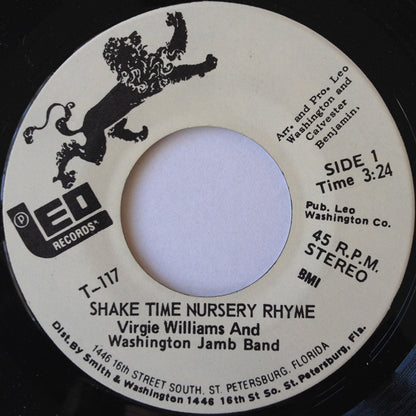 Arr. and Pro. Leo
Washington and
Calvester
Benjamin.
SIDE 1
Time 3:24
Pub. Leo
Washington Co.
45 R.P.M.
STEREO
BMI
LEO
P
RECORDS
T-117
SHAKE TIME NURSERY RHYME
Virgie Williams And
Washington Jamb Band
1446 16th STREET SOUTH, ST. PETERSBURG, FLORIDA
Dist. By Smith & Washington 1446 16th St So. St. Petersburg, Fla.